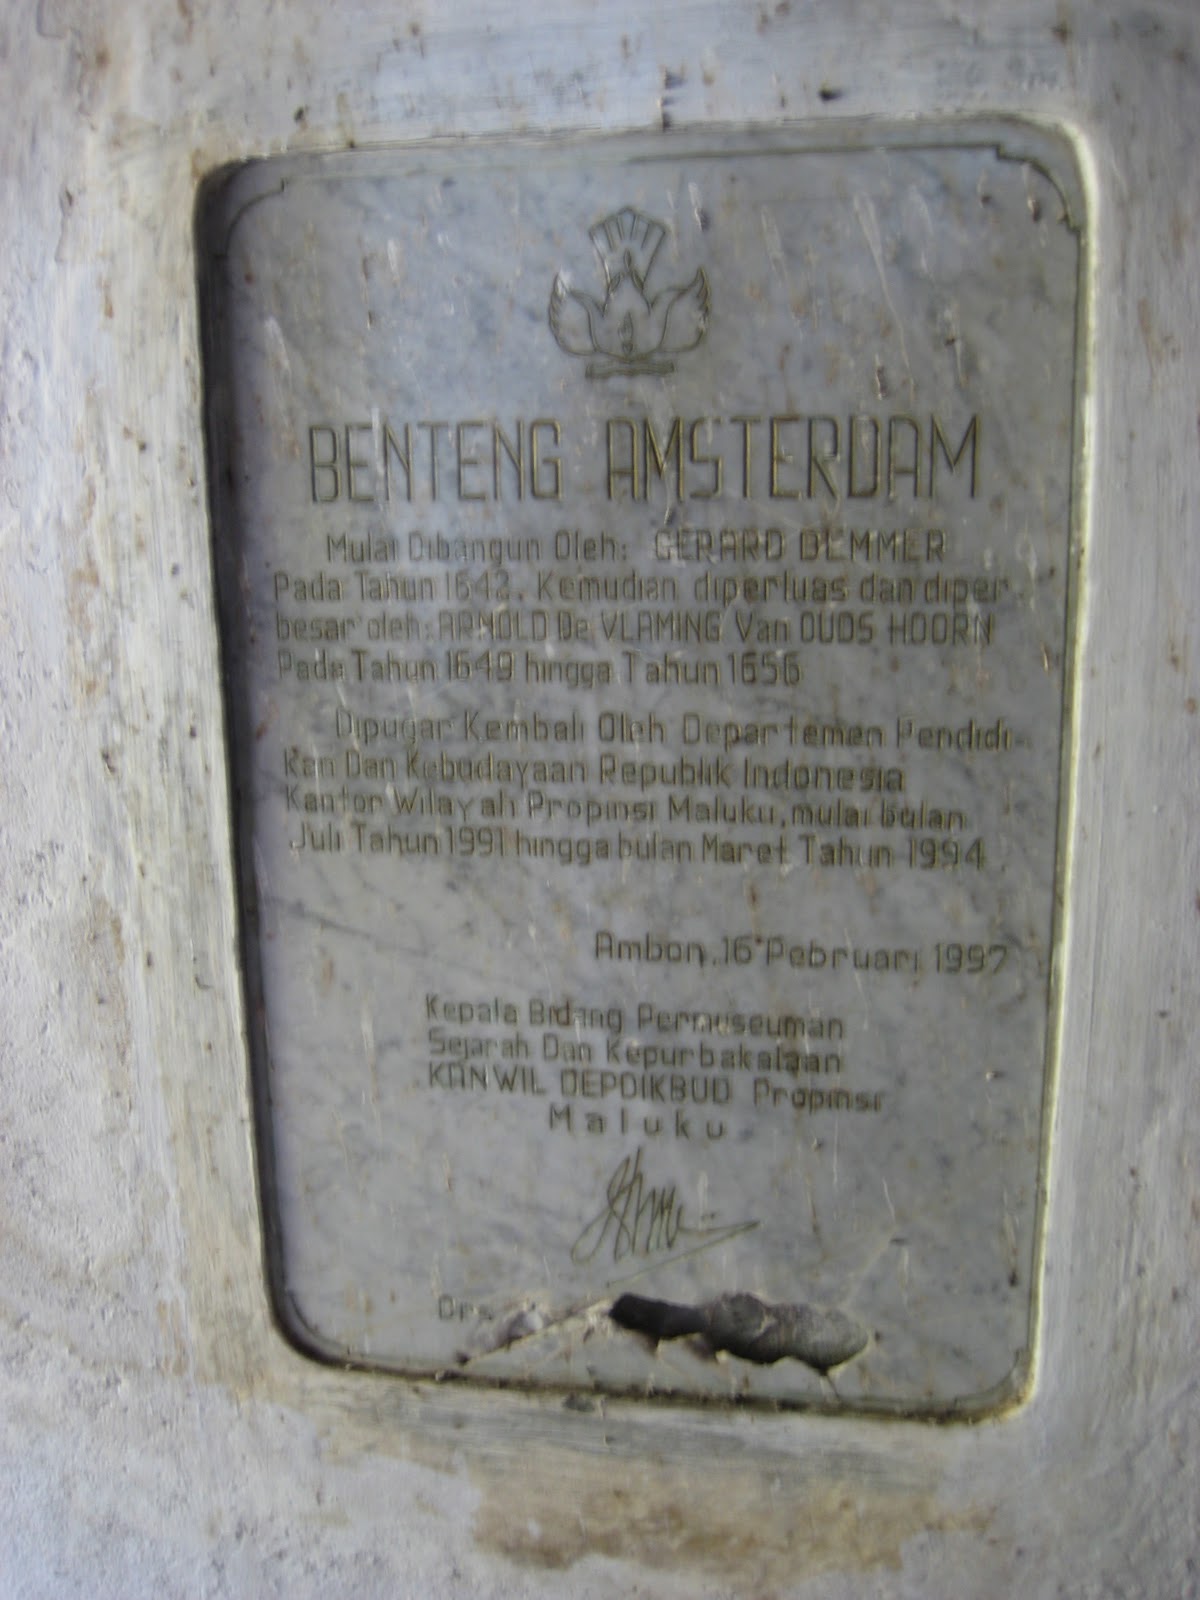 BENTENG AMSTERDAM
Mulai Dibangun Oleh: GERARD DEMMER
Pada Tahun 1642. Kemudian diperluas dan diper-
besar oleh: ARNOLD De VLAMING Van OUDS HOORN
Pada Tahun 1649 hingga Tahun 1656
Dipugar Kembali Oleh Departemen Pendidi-
kan Dan Kebudayaan Republik Indonesia
Kantor Wilayah Propinsi Maluku, mulai bulan
Juli Tahun 1991 hingga bulan Maret Tahun 1994
Ambon, 16 Pebruari 1997
Kepala Bidang Permuseuman
Sejarah Dan Kepurbakalaan
KANWIL DEPDIKBUD Propinsi
Maluku
Drs.